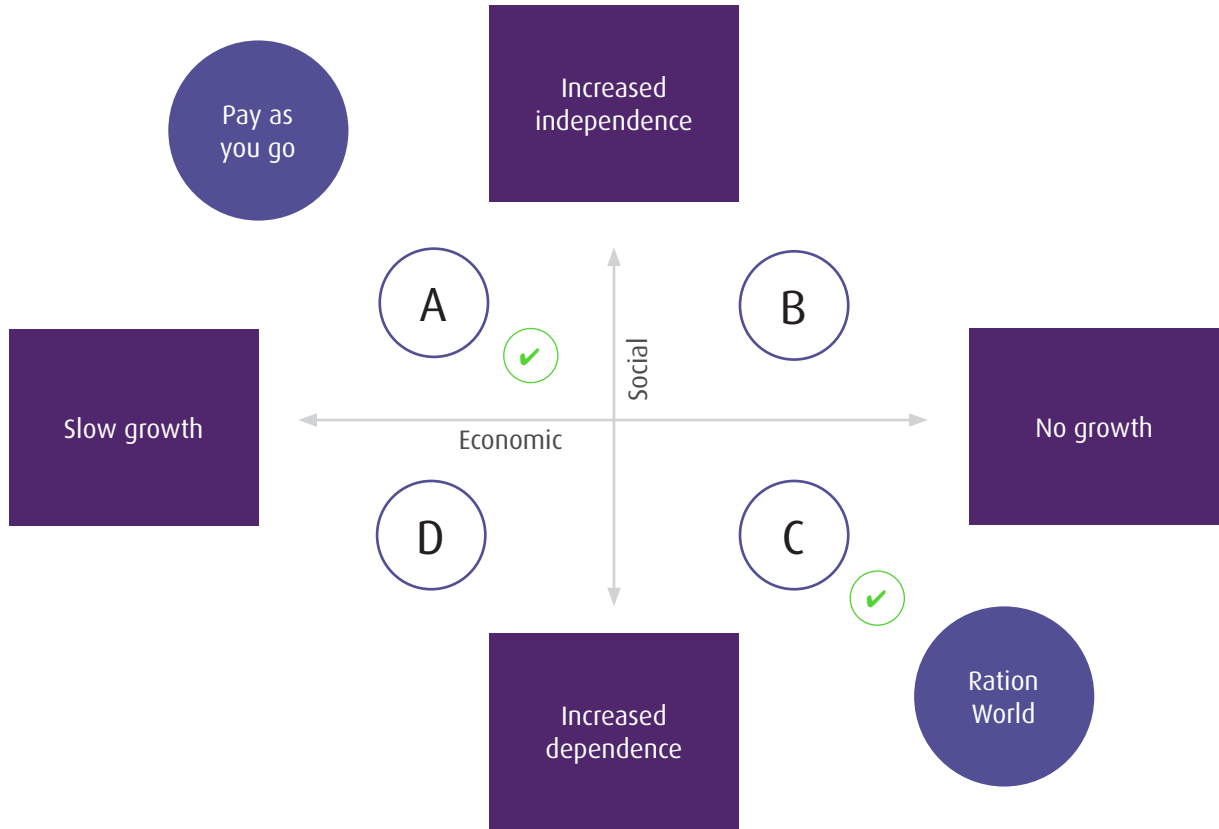 Increased
independence
Pay as
you go
A
B
✔
Social
Slow growth
Economic
No growth
D
C
✔
Increased
dependence
Ration
World